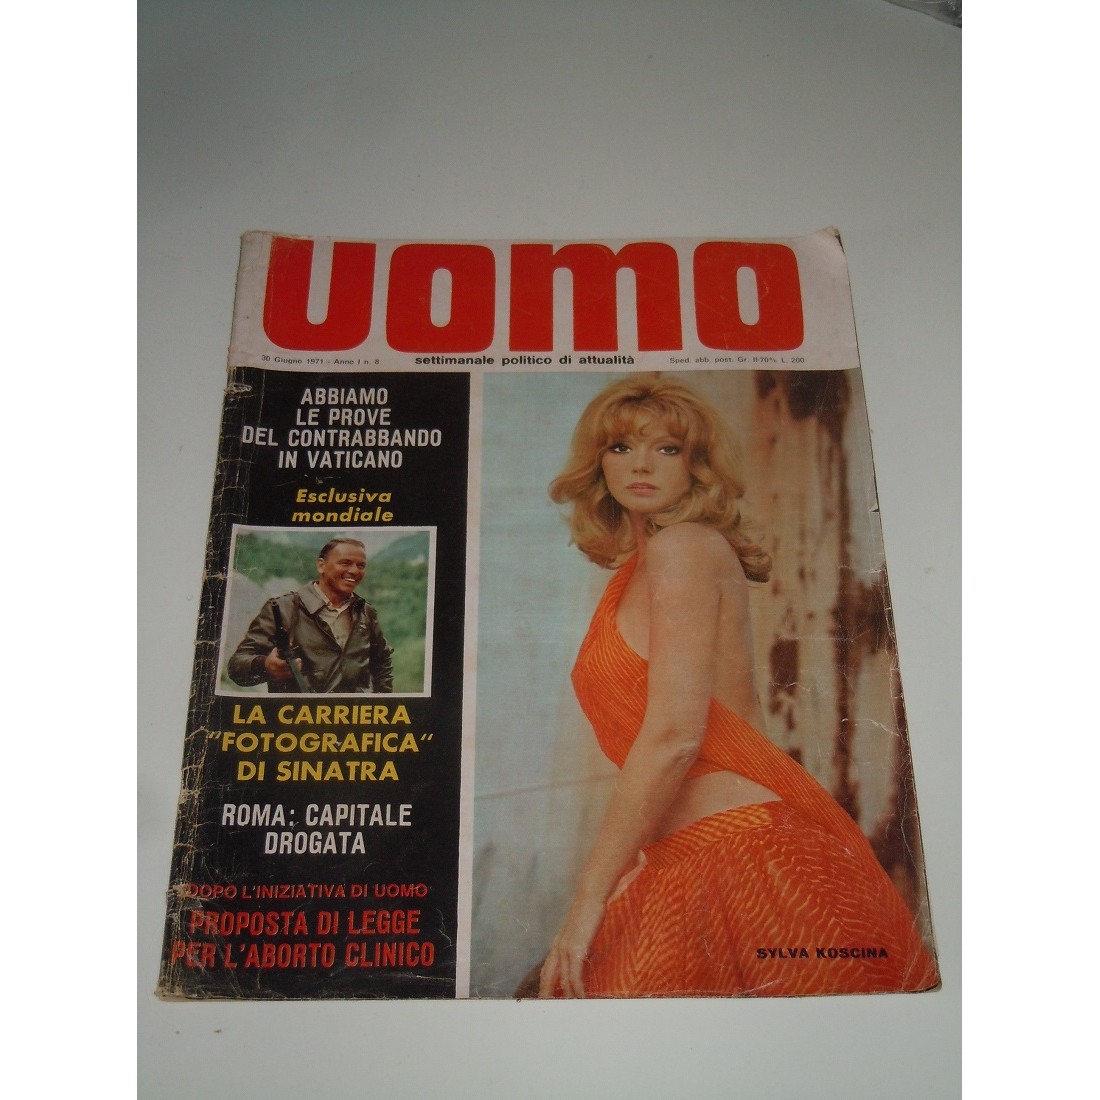 UOMO
30 Giugno 1971 - Anno I n. 8
settimanale politico di attualità
Sped. abb. post. Gr. II-70% L. 200
ABBIAMO
LE PROVE
DEL CONTRABBANDO
IN VATICANO
Esclusiva
mondiale
LA CARRIERA
"FOTOGRAFICA"
DI SINATRA
ROMA: CAPITALE
DROGATA
DOPO L'INIZIATIVA DI UOMO
PROPOSTA DI LEGGE
PER L'ABORTO CLINICO
SYLVA KOSCINA